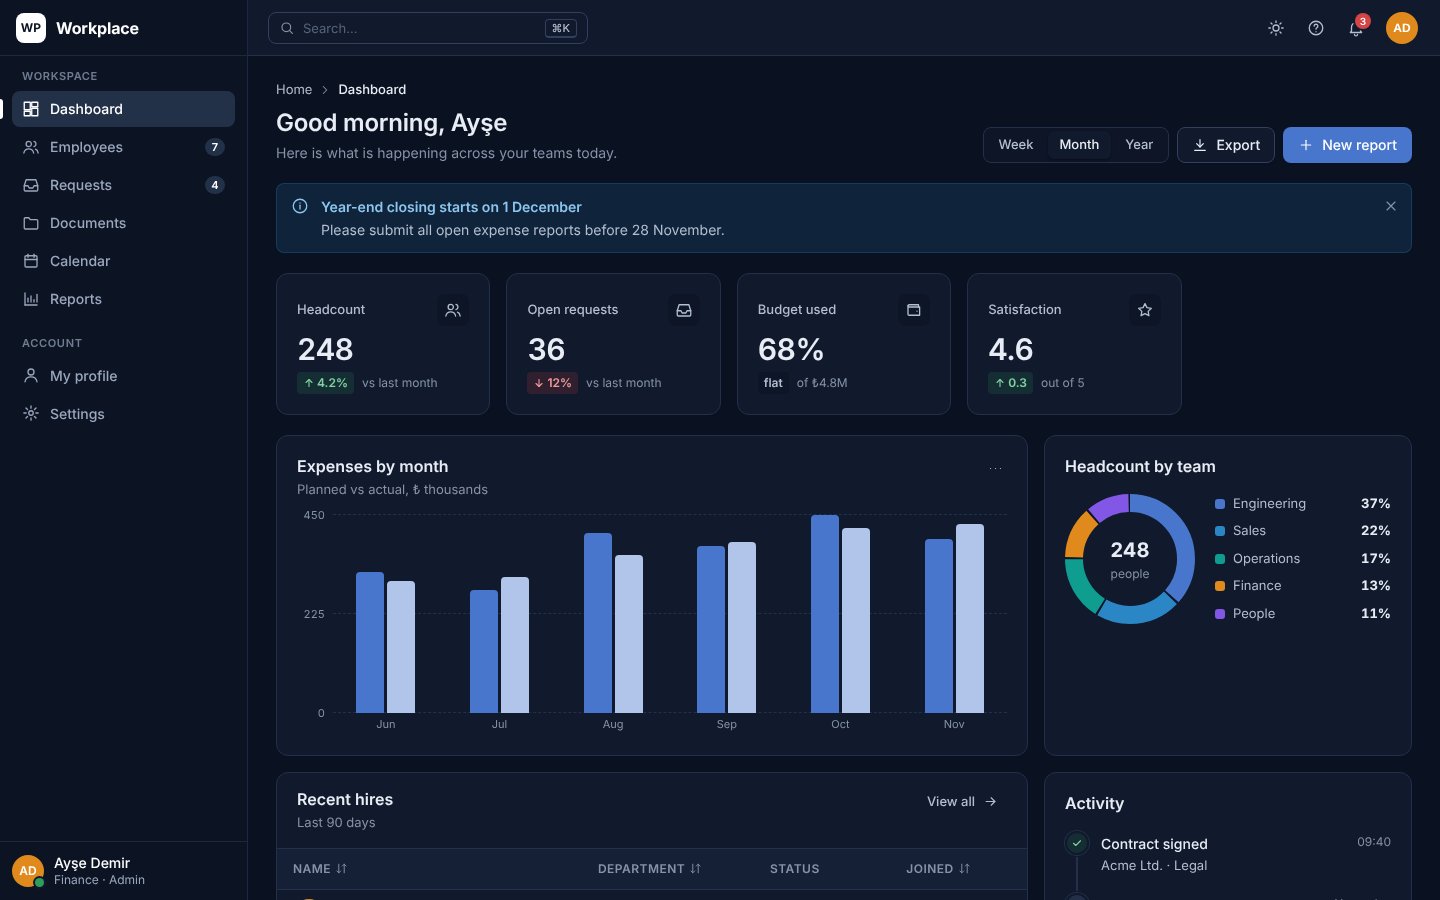 WP Workplace
Search...
⌘K
3
AD
WORKSPACE
Dashboard
Employees 7
Requests 4
Documents
Calendar
Reports
ACCOUNT
My profile
Settings
AD
Ayşe Demir
Finance · Admin
Home > Dashboard
Good morning, Ayşe
Here is what is happening across your teams today.
Week Month Year
Export
+ New report
Year-end closing starts on 1 December
Please submit all open expense reports before 28 November.
Headcount
248
↑ 4.2% vs last month
Open requests
36
↓ 12% vs last month
Budget used
68%
flat of ₺4.8M
Satisfaction
4.6
↑ 0.3 out of 5
Expenses by month
...
Planned vs actual, ₺ thousands
450
225
0
Jun Jul Aug Sep Oct Nov
Headcount by team
248
people
Engineering 37%
Sales 22%
Operations 17%
Finance 13%
People 11%
Recent hires
Last 90 days
View all →
NAME DEPARTMENT STATUS JOINED
Activity
Contract signed 09:40
Acme Ltd. · Legal